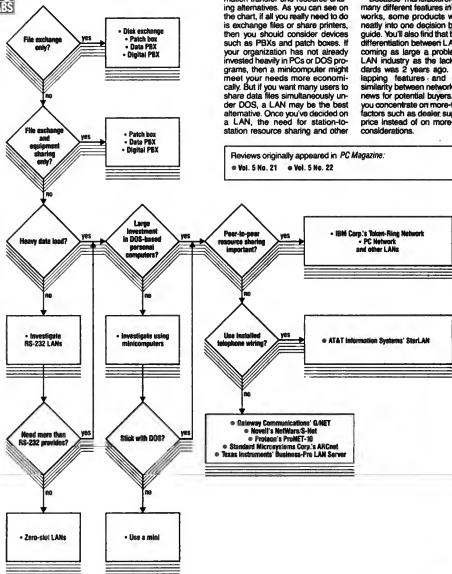 ABS
mation transfer and resource shar-
ing alternatives. As you can see on
the chart, if all you really need to do
is exchange files or share printers,
then you should consider devices
such as PBXs and patch boxes. If
your organization has not already
invested heavily in PCs or DOS pro-
grams, then a minicomputer might
meet your needs more economi-
cally. But if you want many users to
share data files simultaneously un-
der DOS, a LAN may be the best
alternative. Once you've decided on
a LAN, the need for station-to-
station resource sharing and other
many different features in
works, some products w
neatly into one decision b
guide. You'll also find that t
differentiation between LAN
coming as large a proble
LAN industry as the lack
dards was 2 years ago.
lapping features and
similarity between network
news for potential buyers.
you concentrate on more-t
factors such as dealer sup
price instead of on more-
considerations.
Reviews originally appeared in PC Magazine:
● Vol. 5 No. 21 ● Vol. 5 No. 22
File exchange
only?
yes
• Disk exchange
• Patch box
• Data PBX
• Digital PBX
no
File exchange
and
equipment
sharing
only?
yes
• Patch box
• Data PBX
• Digital PBX
no
Heavy data load?
yes
Large
investment
in DOS-based
personal
computers?
yes
Peer-to-peer
resource sharing
important?
yes
• IBM Corp.'s Token-Ring Network
• PC Network
and other LANs
no
no
no
• Investigate
RS-232 LANs
• Investigate using
minicomputers
Use installed
telephone wiring?
yes
● AT&T Information Systems' StarLAN
no
● Gateway Communications' G/NET
● Novell's NetWare/S-Net
● Proteon's ProNET-10
● Standard Microsystems Corp.'s ARCnet
● Texas Instruments' Business-Pro LAN Server
Need more than
RS-232 provides?
yes
Stick with DOS?
yes
no
no
• Zero-slot LANs
• Use a mini